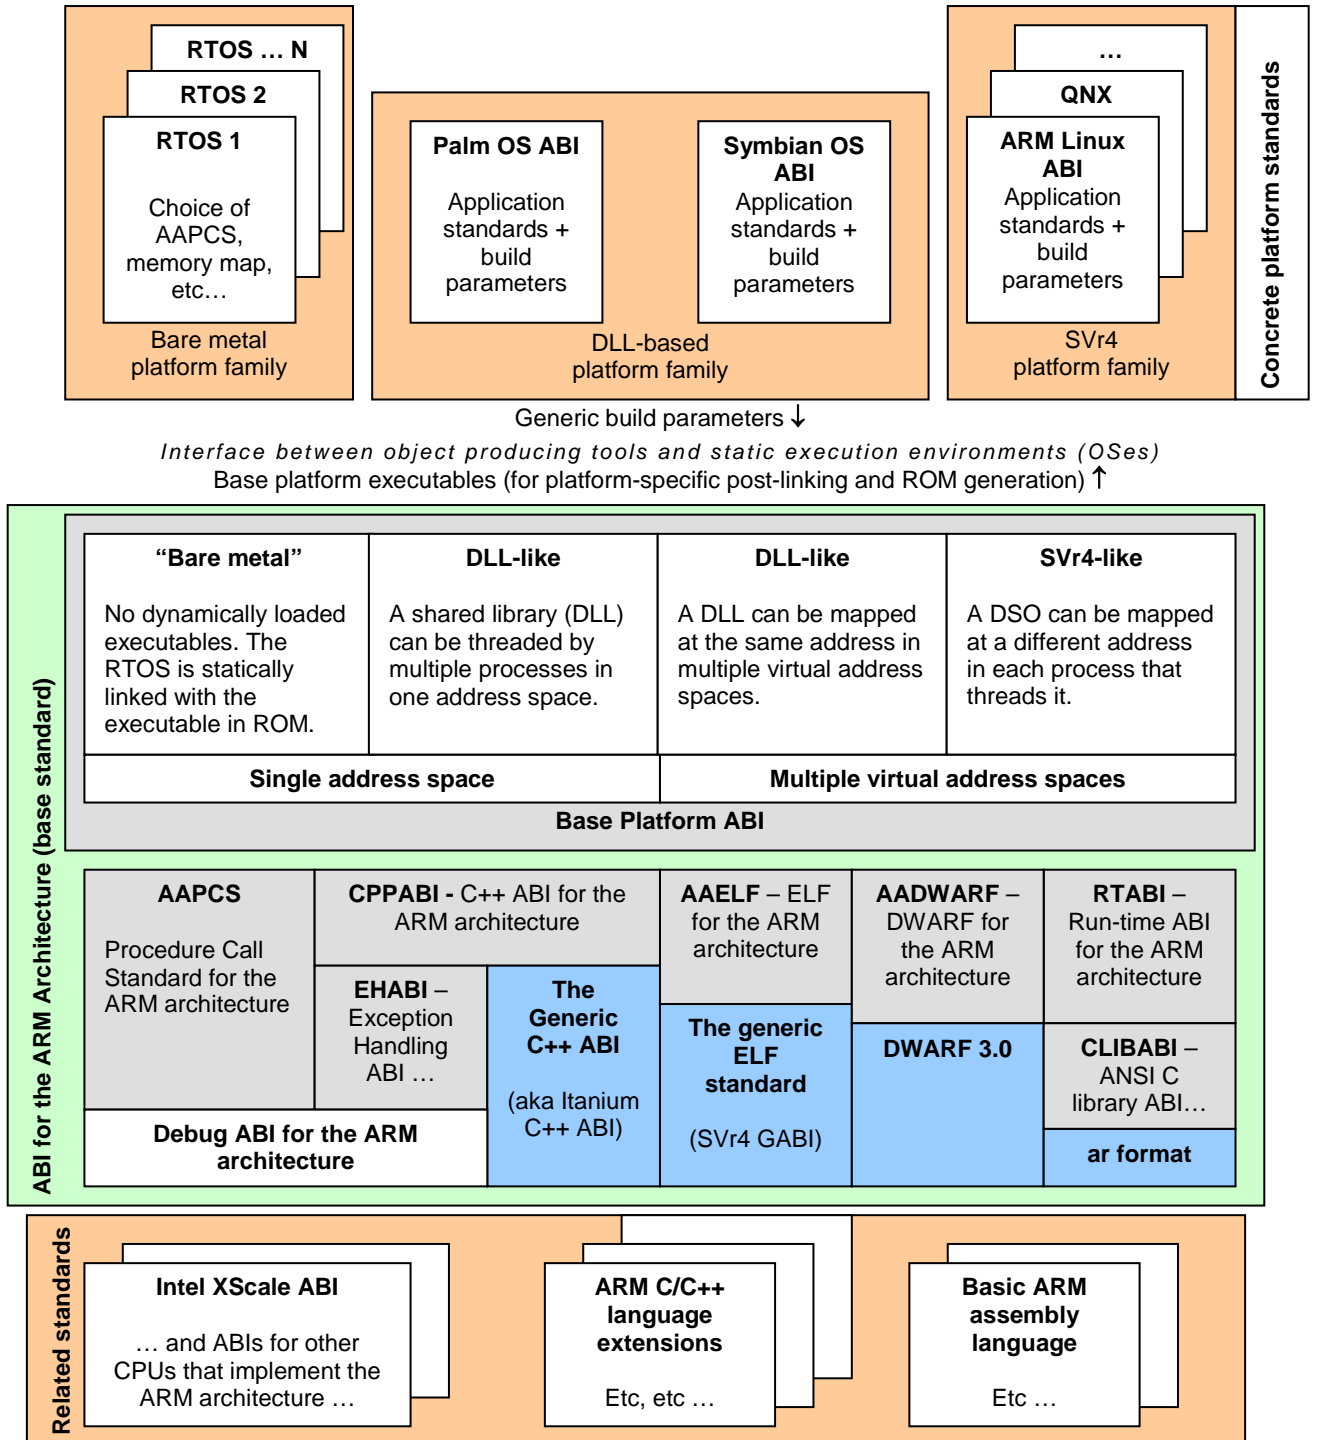 RTOS … N
RTOS 2
RTOS 1
Choice of
AAPCS,
memory map,
etc…
Bare metal
platform family
Palm OS ABI
Application
standards +
build
parameters
Symbian OS
ABI
Application
standards +
build
parameters
DLL-based
platform family
…
QNX
ARM Linux
ABI
Application
standards +
build
parameters
SVr4
platform family
Concrete platform standards
Generic build parameters ↓
Interface between object producing tools and static execution environments (OSes)
Base platform executables (for platform-specific post-linking and ROM generation) ↑
ABI for the ARM Architecture (base standard)
“Bare metal”
No dynamically loaded
executables. The
RTOS is statically
linked with the
executable in ROM.
DLL-like
A shared library (DLL)
can be threaded by
multiple processes in
one address space.
DLL-like
A DLL can be mapped
at the same address in
multiple virtual address
spaces.
SVr4-like
A DSO can be mapped
at a different address
in each process that
threads it.
Single address space
Multiple virtual address spaces
Base Platform ABI
AAPCS
Procedure Call
Standard for the
ARM architecture
CPPABI - C++ ABI for the
ARM architecture
EHABI –
Exception
Handling
ABI …
The
Generic
C++ ABI
(aka Itanium
C++ ABI)
Debug ABI for the ARM
architecture
AAELF – ELF
for the ARM
architecture
The generic
ELF
standard
(SVr4 GABI)
AADWARF –
DWARF for
the ARM
architecture
DWARF 3.0
RTABI –
Run-time ABI
for the ARM
architecture
CLIBABI –
ANSI C
library ABI…
ar format
Related standards
Intel XScale ABI
… and ABIs for other
CPUs that implement the
ARM architecture …
ARM C/C++
language
extensions
Etc, etc …
Basic ARM
assembly
language
Etc …